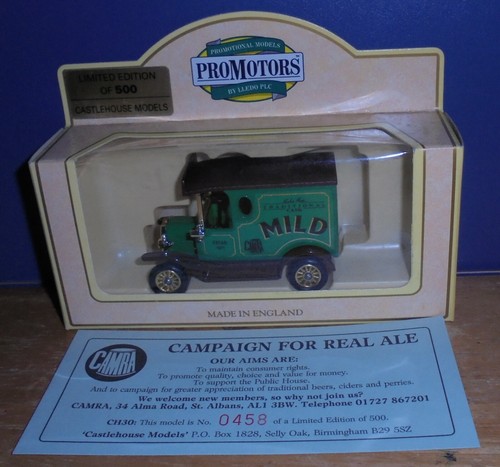 PROMOTIONAL MODELS
PROMOTORS
BY LLEDO PLC
LIMITED EDITION
OF 500
CASTLEHOUSE MODELS
TRADITIONAL
MILD
MADE IN ENGLAND
CAMRA
CAMPAIGN FOR REAL ALE
OUR AIMS ARE:
To maintain consumer rights.
To promote quality, choice and value for money.
To support the Public House.
And to campaign for greater appreciation of traditional beers, ciders and perries.
We welcome new members, so why not join us?
CAMRA, 34 Alma Road, St. Albans, AL1 3BW. Telephone 01727 867201
CH30: This model is No. 0458 of a Limited Edition of 500.
'Castlehouse Models' P.O. Box 1828, Selly Oak, Birmingham B29 5SZ